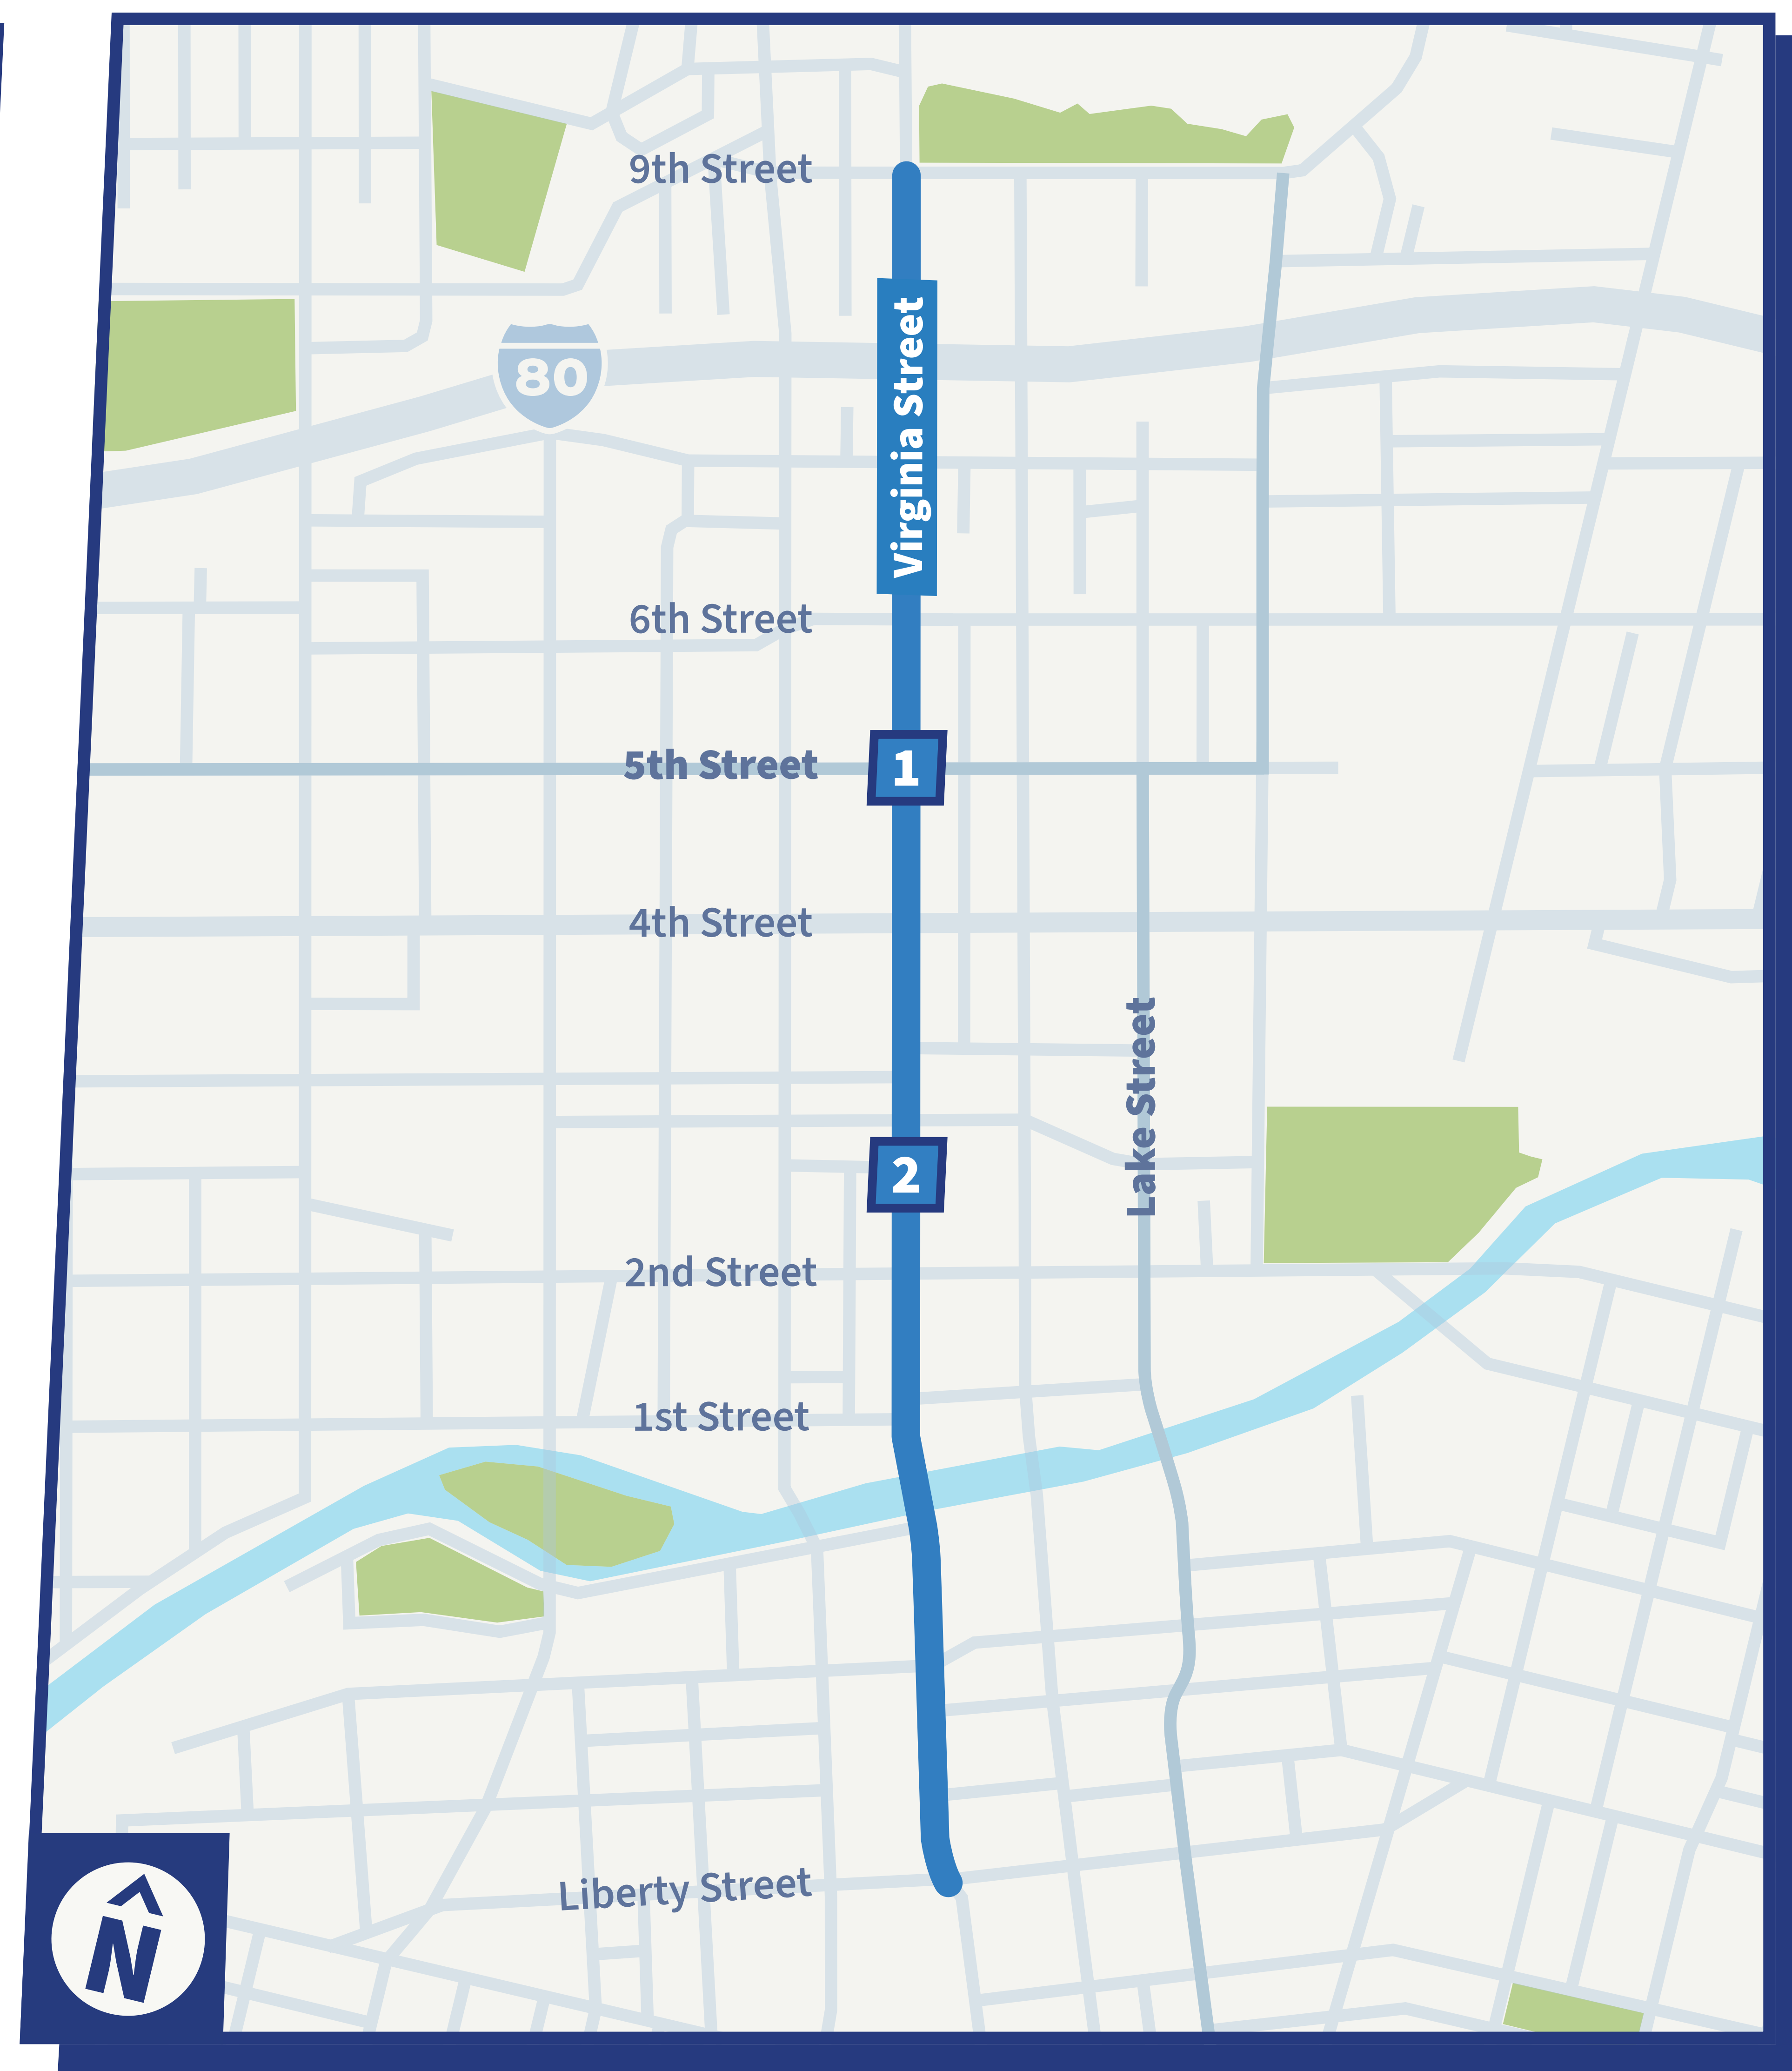 9th Street
80
Virginia Street
6th Street
5th Street
1
4th Street
Lake Street
2
2nd Street
1st Street
Liberty Street
N